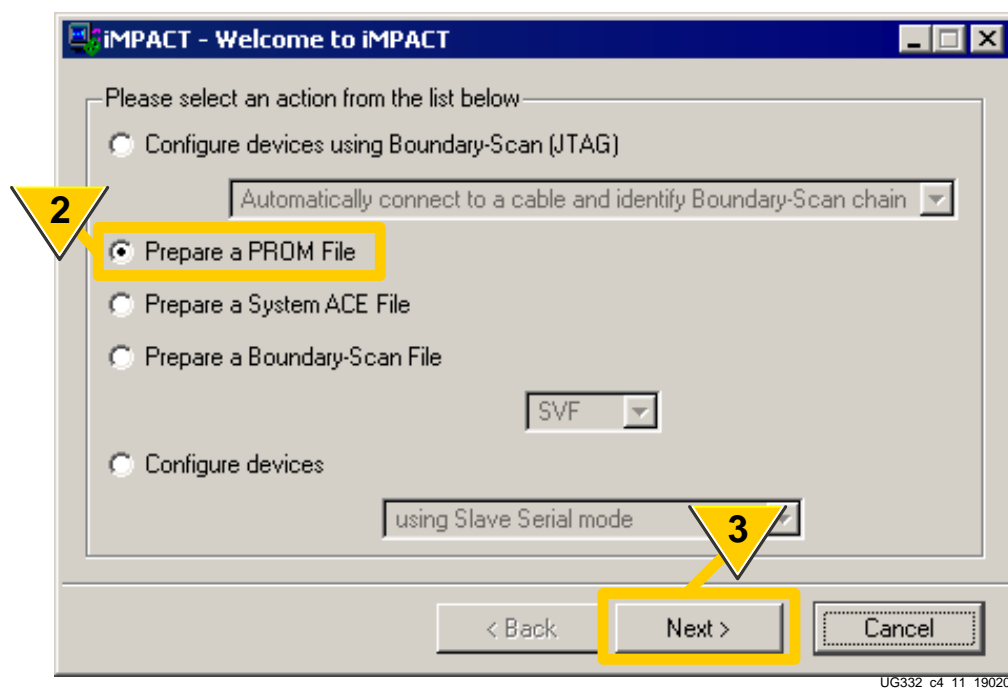 iMPACT - Welcome to iMPACT
Please select an action from the list below
Configure devices using Boundary-Scan (JTAG)
Automatically connect to a cable and identify Boundary-Scan chain
2
Prepare a PROM File
Prepare a System ACE File
Prepare a Boundary-Scan File
SVF
Configure devices
using Slave Serial mode
3
< Back Next > Cancel
UG332_c4_11_19020